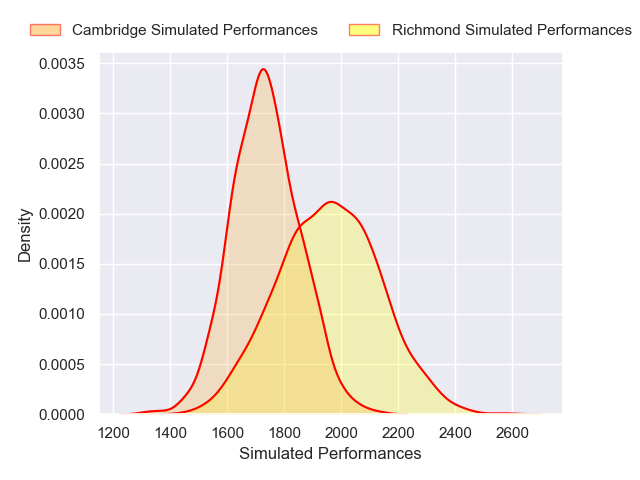 Cambridge Simulated Performances Richmond Simulated Performances
0.0035
0.0030
0.0025
0.0020
0.0015
0.0010
0.0005
0.0000
Density
1200 1400 1600 1800 2000 2200 2400 2600
Simulated Performances